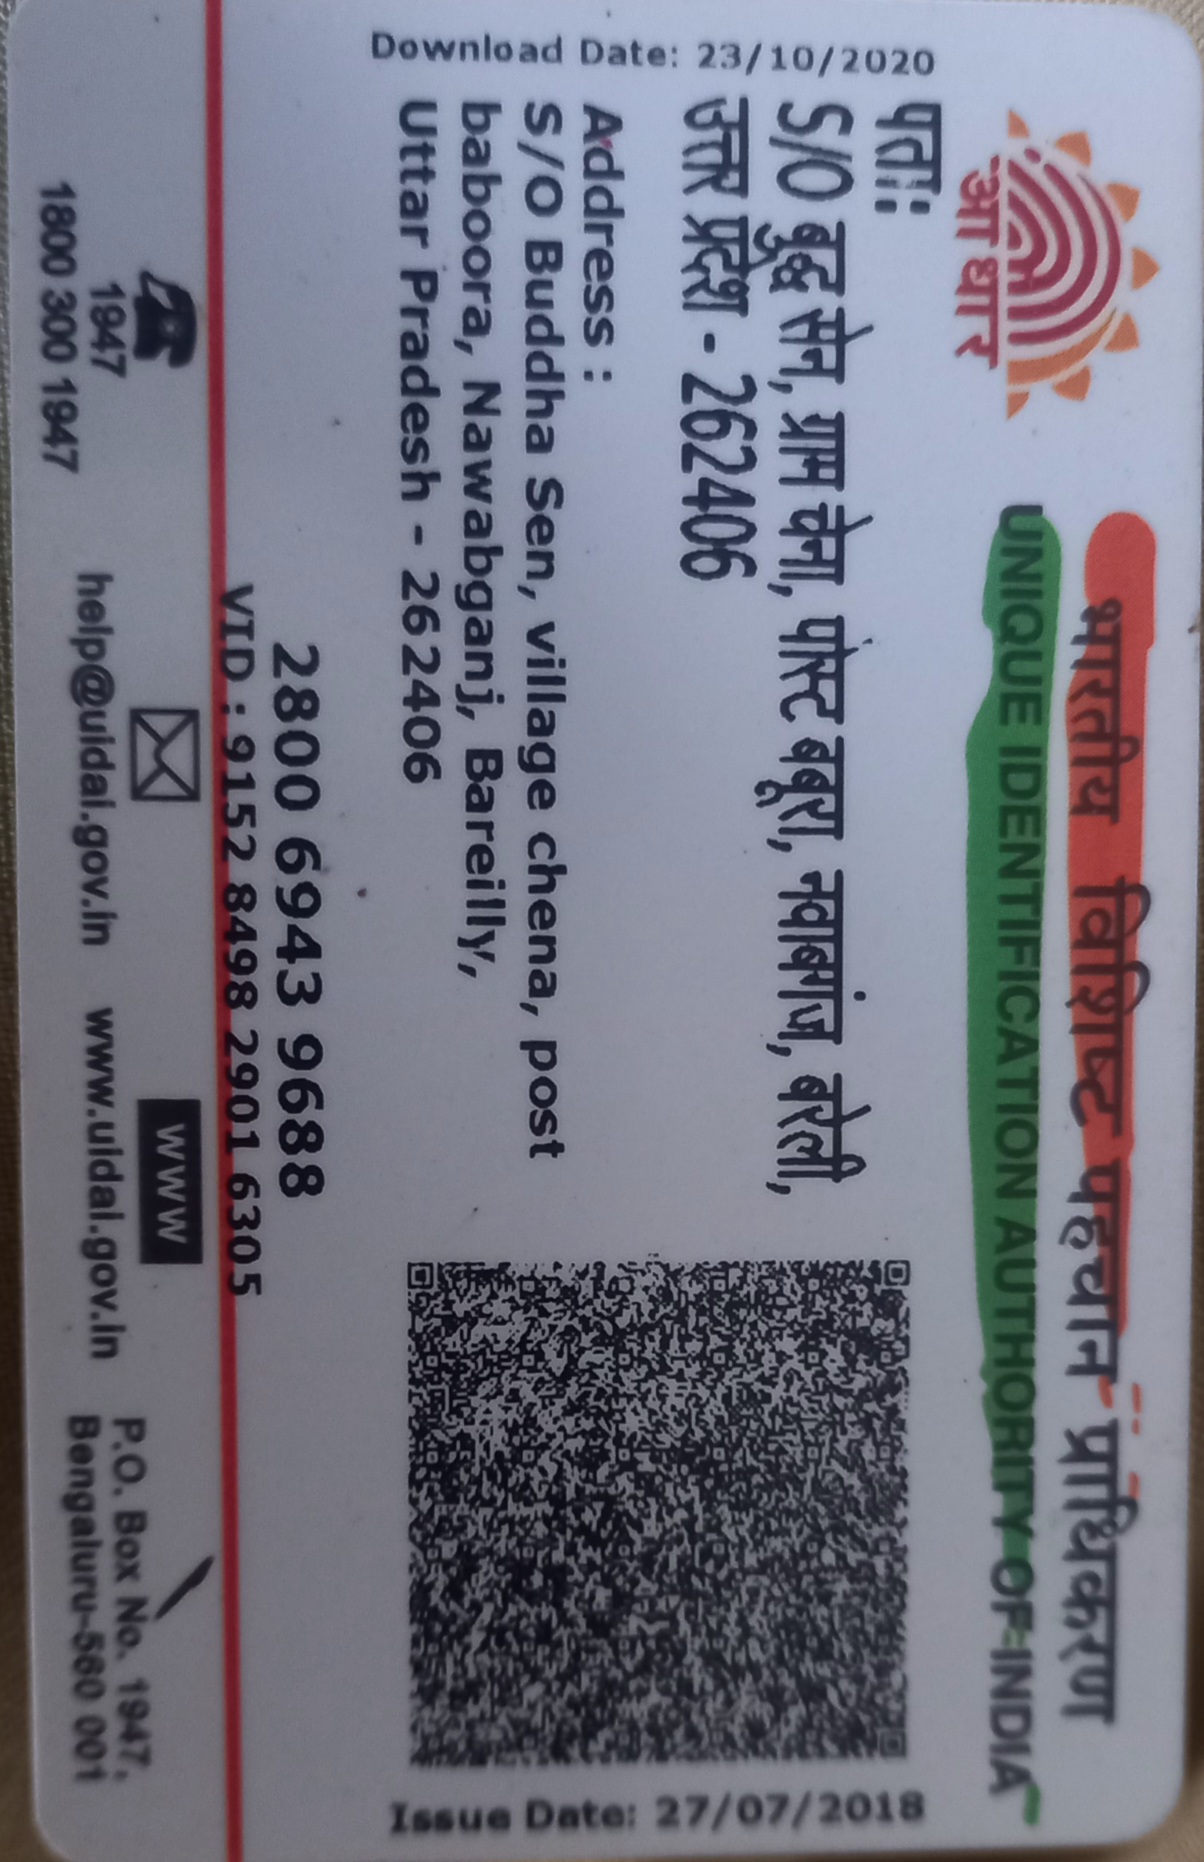 भारतीय विशिष्ट पहचान प्राधिकरण
UNIQUE IDENTIFICATION AUTHORITY OF INDIA
आधार
पताः
S/O बुद्ध सेन, ग्राम चेना, पोस्ट बबूरा, नवाबगंज, बरेली,
उत्तर प्रदेश - 262406
Address :
S/O Buddha Sen, village chena, post
baboora, Nawabganj, Bareilly,
Uttar Pradesh - 262406
Download Date: 23/10/2020
Issue Date: 27/07/2018
2800 6943 9688
VID : 9152 8498 2901 6305
1947
1800 300 1947
help@uidai.gov.in
www
www.uidai.gov.in
P.O. Box No. 1947,
Bengaluru-560 001